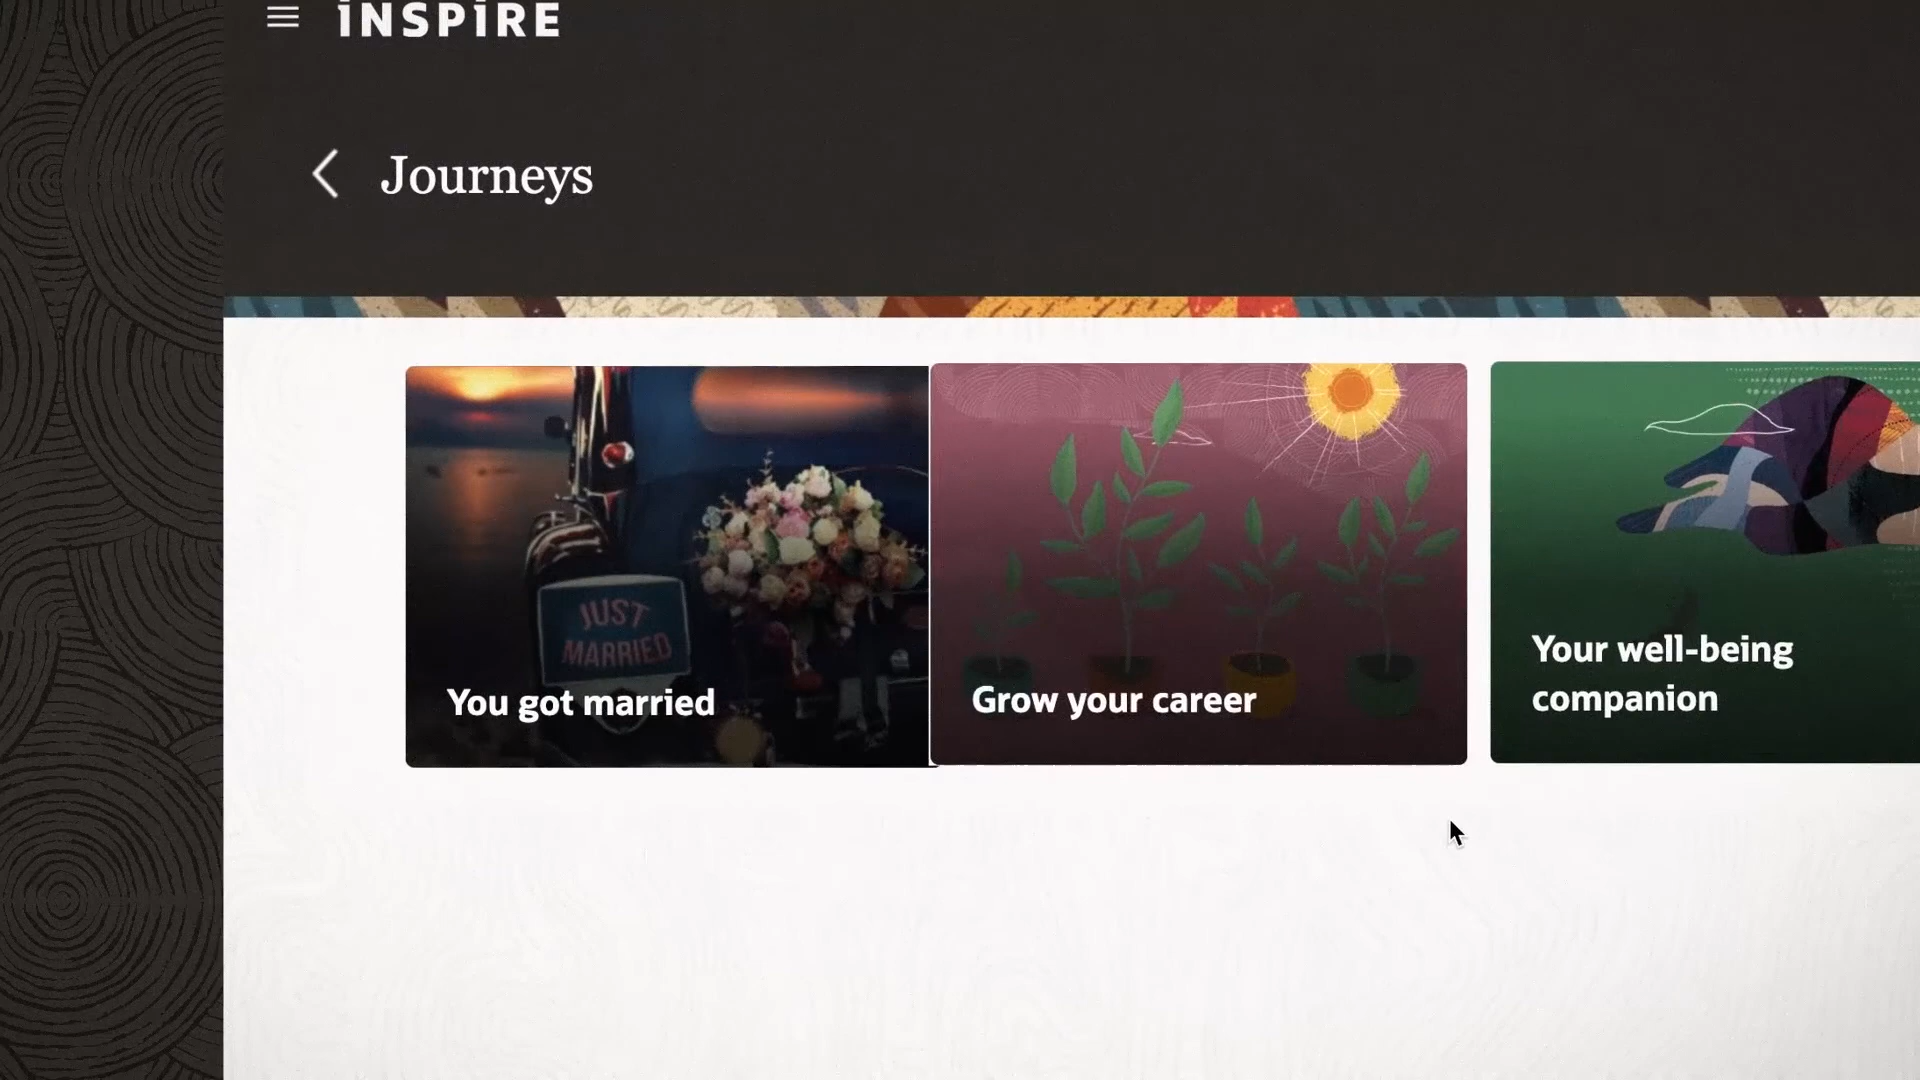 iNSPiRE
Journeys
JUST
MARRIED
You got married
Grow your career
Your well-being
companion